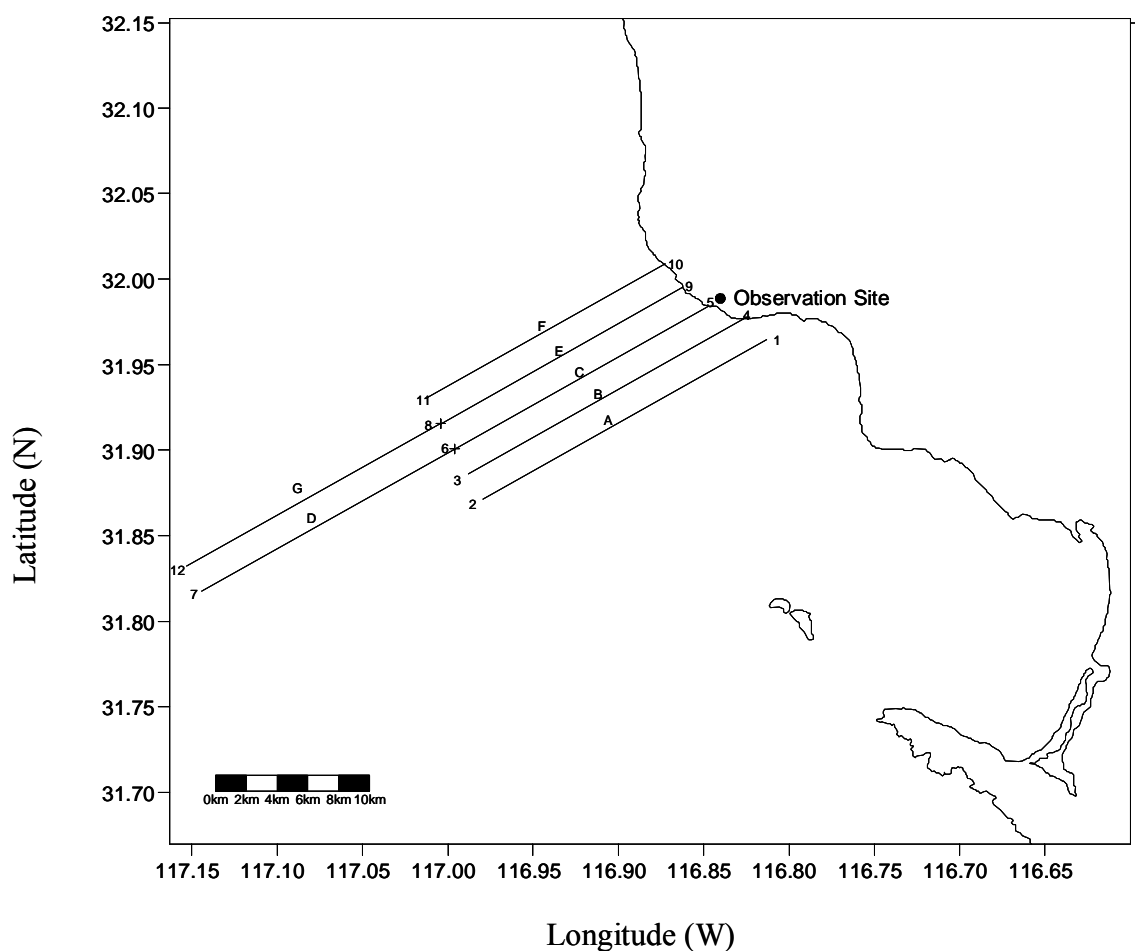 32.15
32.10
32.05
32.00
31.95
31.90
31.85
31.80
31.75
31.70
Latitude (N)
10
9
5
Observation Site
4
1
F
E
C
B
A
11
8
6
3
2
G
D
12
7
0km 2km 4km 6km 8km 10km
117.15 117.10 117.05 117.00 116.95 116.90 116.85 116.80 116.75 116.70 116.65
Longitude (W)